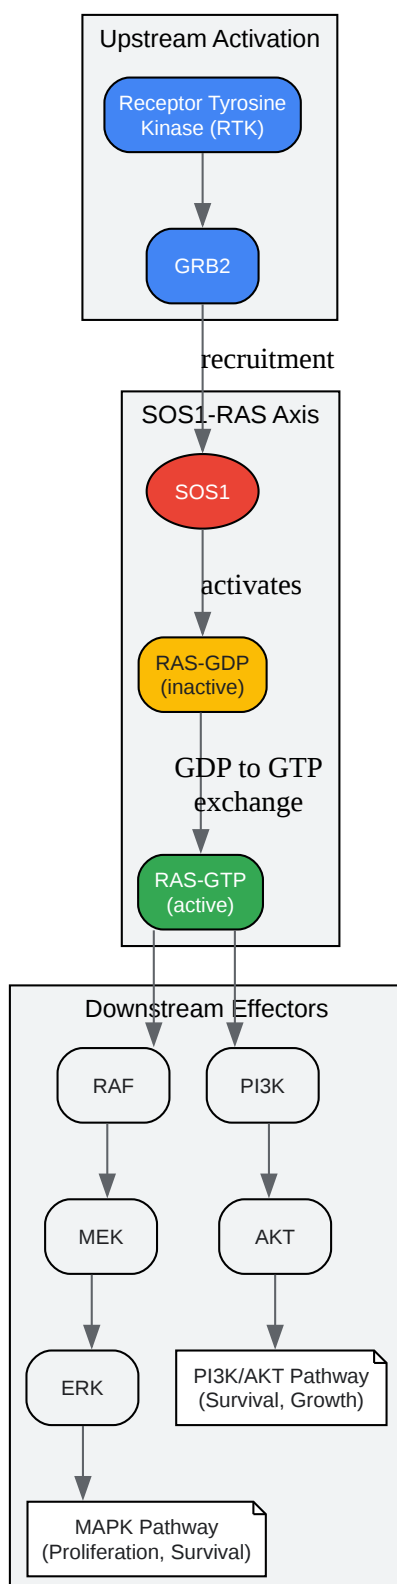 Upstream Activation
Receptor Tyrosine
Kinase (RTK)
GRB2
recruitment
SOS1-RAS Axis
SOS1
activates
RAS-GDP
(inactive)
GDP to GTP
exchange
RAS-GTP
(active)
Downstream Effectors
RAF
PI3K
MEK
AKT
ERK
PI3K/AKT Pathway
(Survival, Growth)
MAPK Pathway
(Proliferation, Survival)